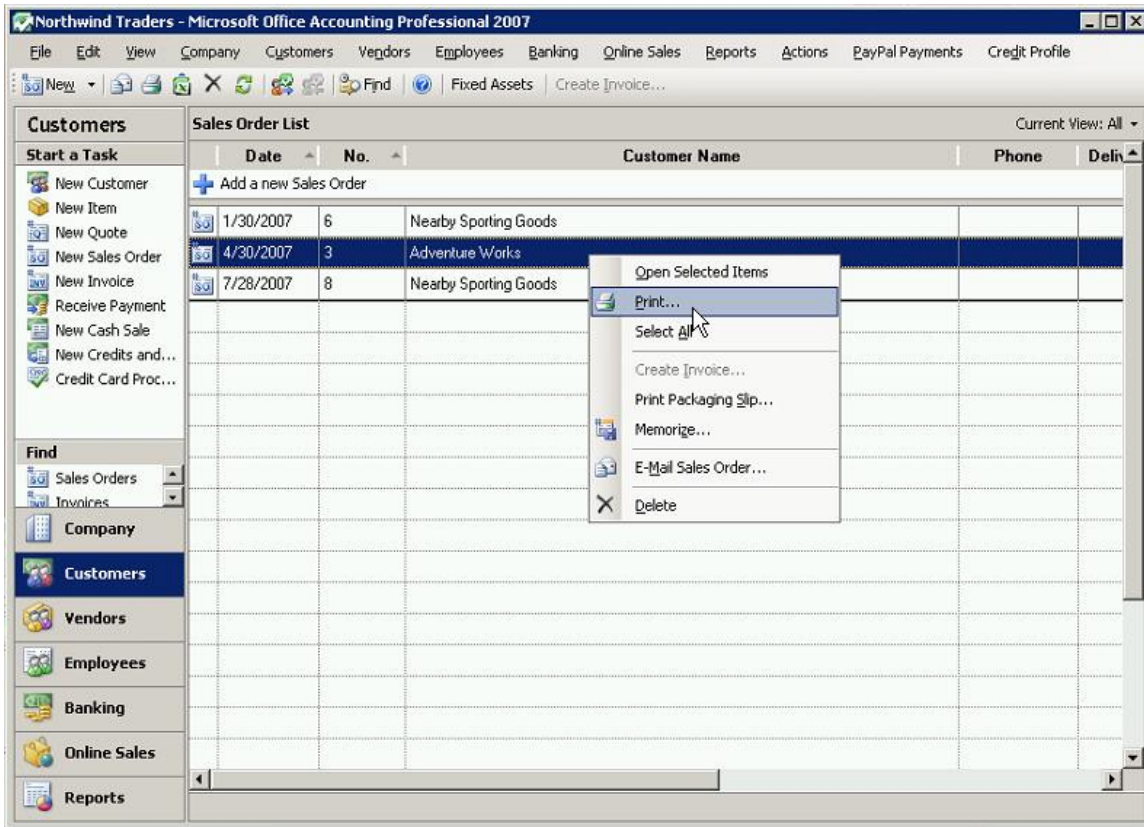 Northwind Traders - Microsoft Office Accounting Professional 2007
File Edit View Company Customers Vendors Employees Banking Online Sales Reports Actions PayPal Payments Credit Profile
New Find Fixed Assets Create Invoice...
Customers
Start a Task
New Customer
New Item
New Quote
New Sales Order
New Invoice
Receive Payment
New Cash Sale
New Credits and...
Credit Card Proc...
Find
Sales Orders
Invoices
Company
Customers
Vendors
Employees
Banking
Online Sales
Reports
Sales Order List Current View: All
Date No. Customer Name Phone Deliv
Add a new Sales Order
1/30/2007 6 Nearby Sporting Goods
4/30/2007 3 Adventure Works
7/28/2007 8 Nearby Sporting Goods
Open Selected Items
Print...
Select All
Create Invoice...
Print Packaging Slip...
Memorize...
E-Mail Sales Order...
Delete